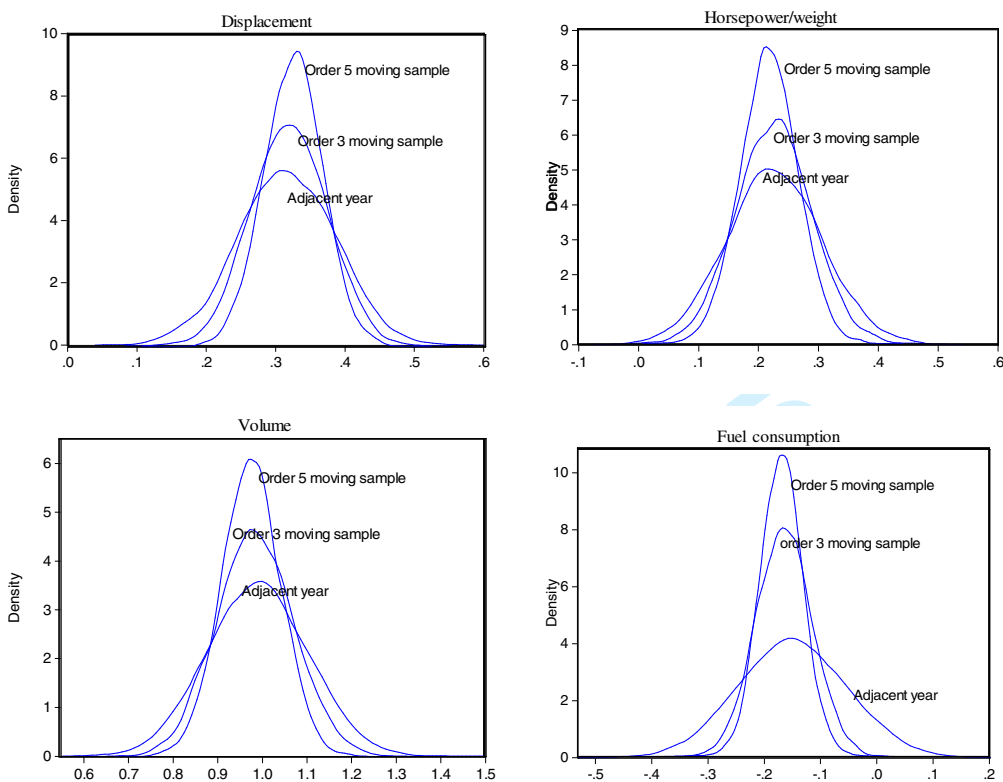 Displacement
10
8
6
4
2
0
Density
Order 5 moving sample
Order 3 moving sample
Adjacent year
.0 .1 .2 .3 .4 .5 .6
Horsepower/weight
9
8
7
6
5
4
3
2
1
0
Density
Order 5 moving sample
Order 3 moving sample
Adjacent year
-.1 .0 .1 .2 .3 .4 .5 .6
Volume
6
5
4
3
2
1
0
Density
Order 5 moving sample
Order 3 moving sample
Adjacent year
0.6 0.7 0.8 0.9 1.0 1.1 1.2 1.3 1.4 1.5
Fuel consumption
10
8
6
4
2
0
Density
Order 5 moving sample
order 3 moving sample
Adjacent year
-.5 -.4 -.3 -.2 -.1 .0 .1 .2